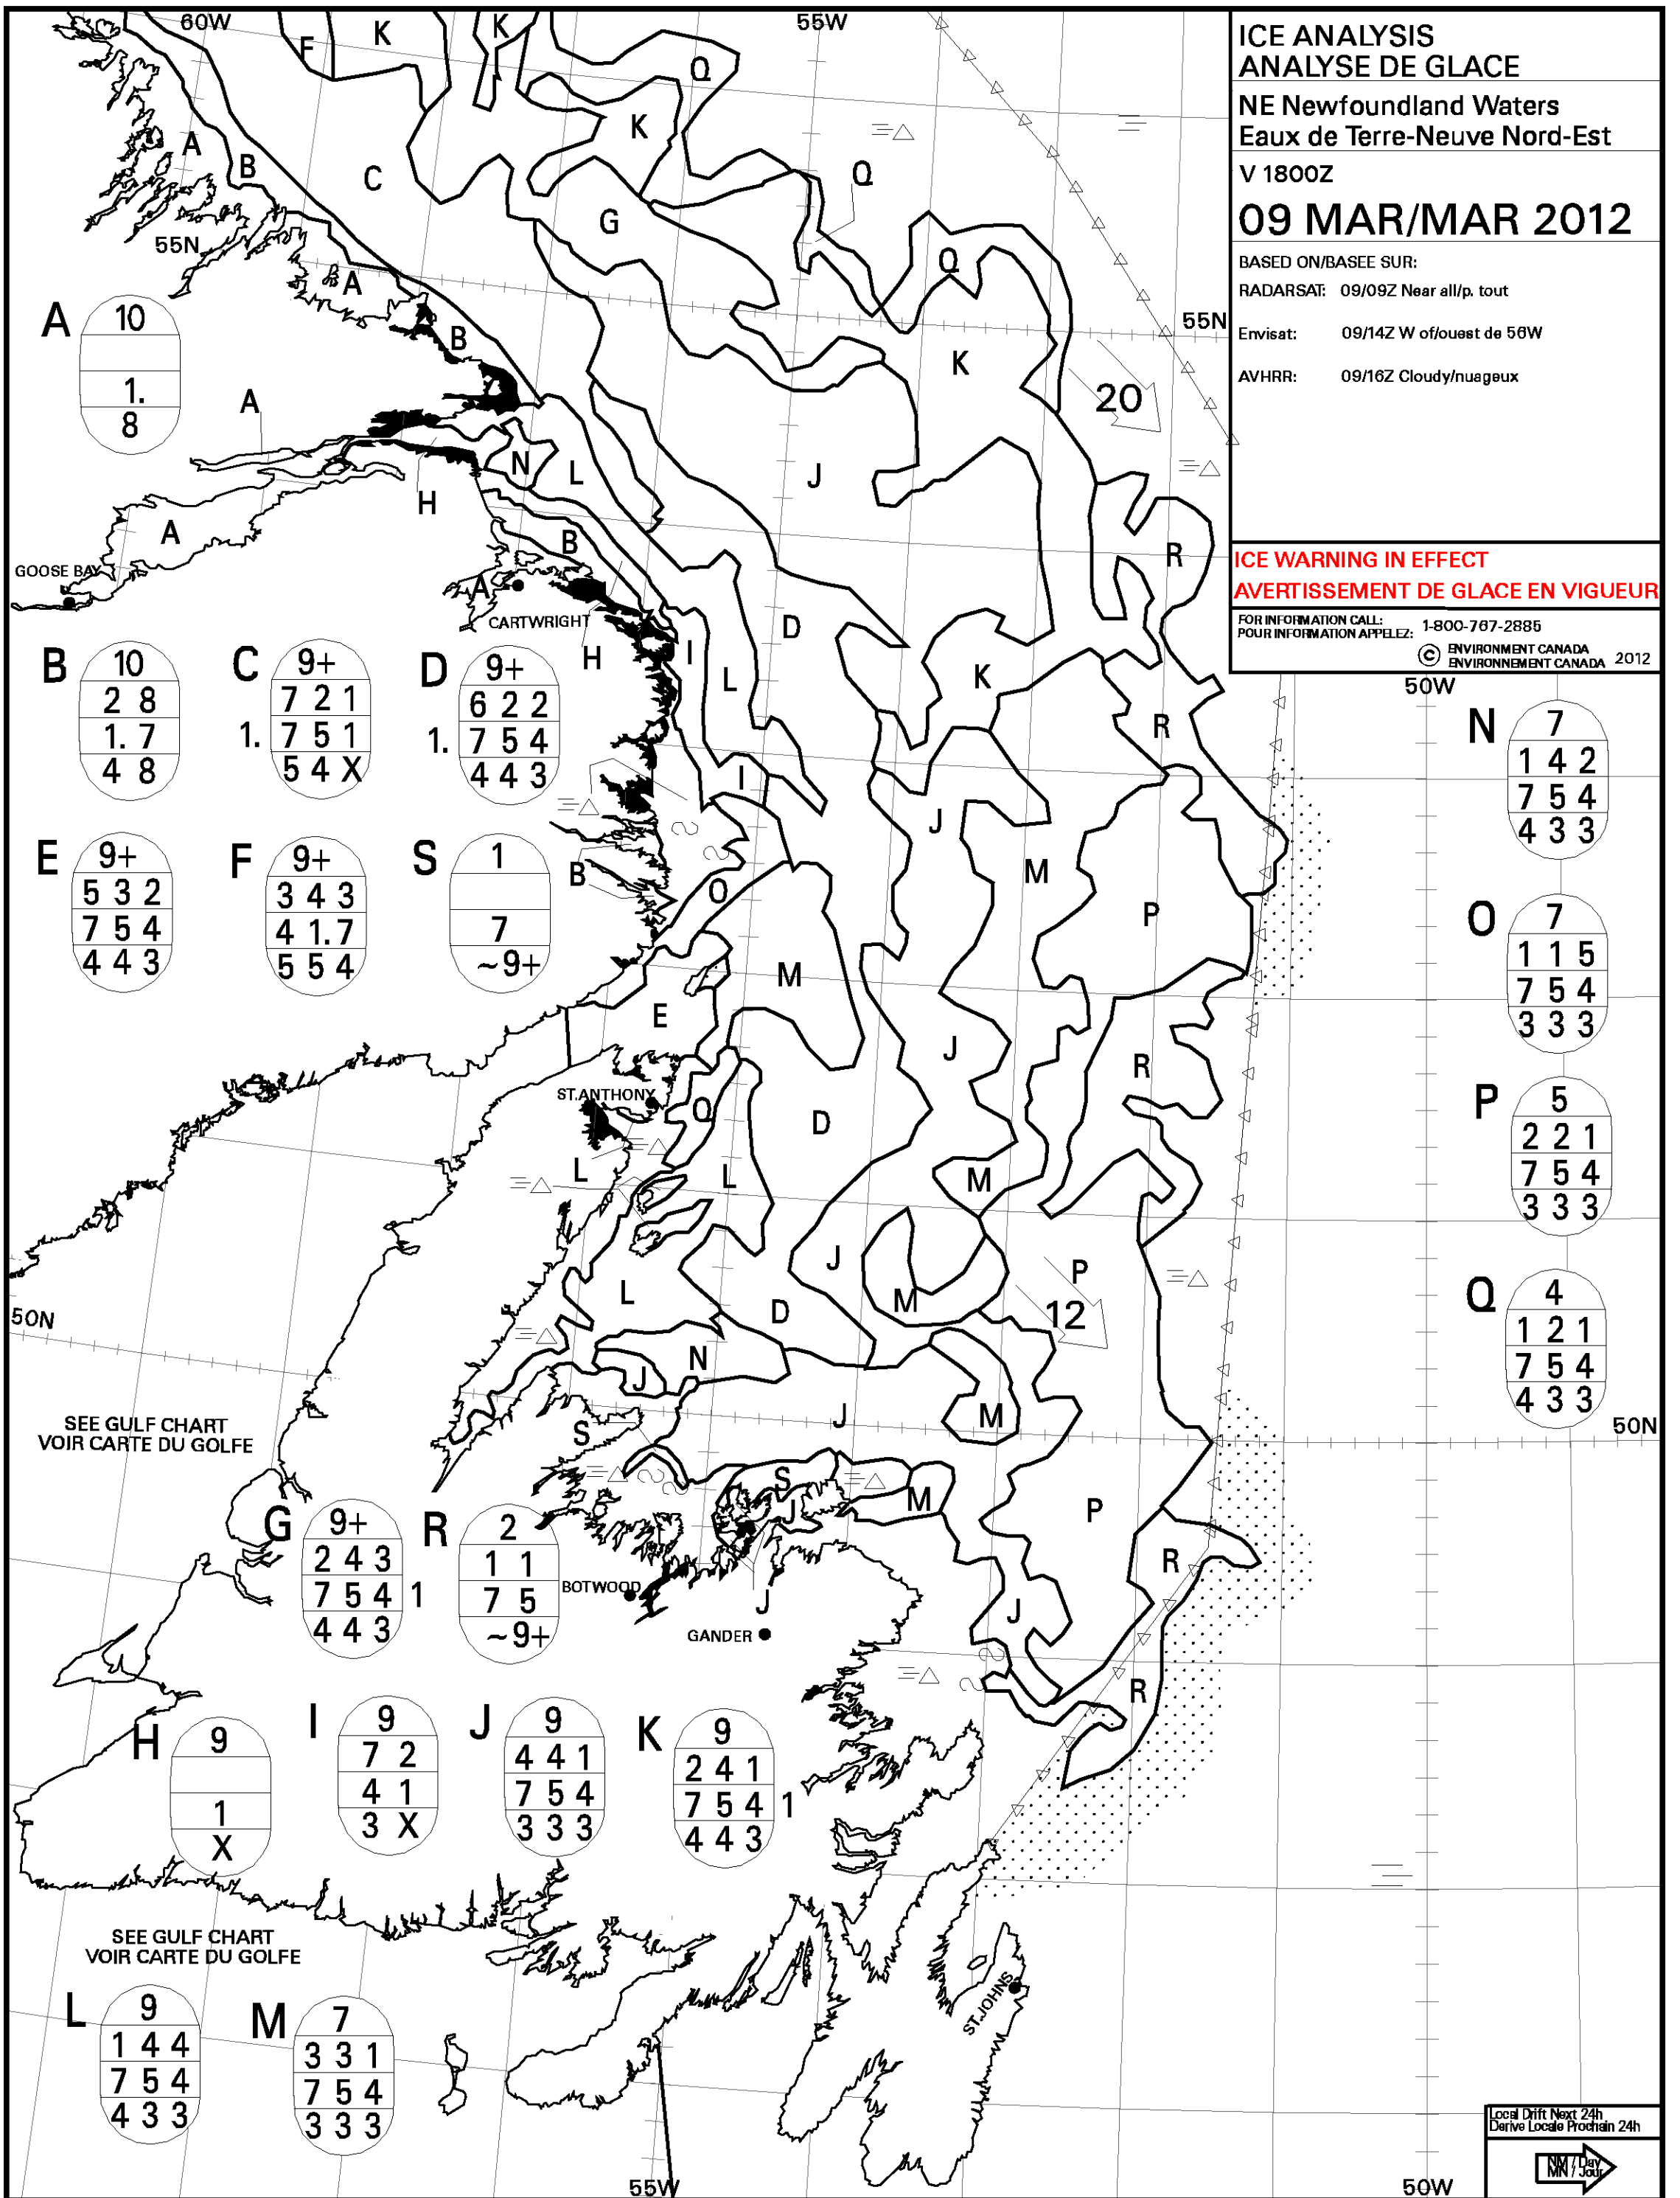 60W
55W
ICE ANALYSIS
ANALYSE DE GLACE
NE Newfoundland Waters
Eaux de Terre-Neuve Nord-Est
V 1800Z
09 MAR/MAR 2012
BASED ON/BASEE SUR:
RADARSAT: 09/09Z Near all/p. tout
Envisat: 09/14Z W of/ouest de 56W
AVHRR: 09/16Z Cloudy/nuageux
ICE WARNING IN EFFECT
AVERTISSEMENT DE GLACE EN VIGUEUR
FOR INFORMATION CALL:
POUR INFORMATION APPELEZ: 1-800-767-2885
© ENVIRONMENT CANADA
ENVIRONNEMENT CANADA 2012
F K K Q
K
A B C Q
G
55N
A Q
B 55N
K
20
A
N L J
H
A
B R
GOOSE BAY
A
CARTWRIGHT
D
H I
L K
R
I
J
M
B O
P
M
E
J
R
ST.ANTHONY
Q D
L L M
J P
L M
D 12
50N
N
J
SEE GULF CHART
VOIR CARTE DU GOLFE
J M
S
50N
S
J M P
R
BOTWOOD
J J
GANDER
R
SEE GULF CHART
VOIR CARTE DU GOLFE
ST.JOHNS
55W
50W
50W
A
10
1.
8
B
10
2 8
1. 7
4 8
C
9+
7 2 1
1. 7 5 1
5 4 X
D
9+
6 2 2
1. 7 5 4
4 4 3
E
9+
5 3 2
7 5 4
4 4 3
F
9+
3 4 3
4 1. 7
5 5 4
S
1
7
~9+
G
9+
2 4 3
7 5 4 1
4 4 3
R
2
1 1
7 5
~9+
H
9
1
X
I
9
7 2
4 1
3 X
J
9
4 4 1
7 5 4
3 3 3
K
9
2 4 1
7 5 4 1
4 4 3
L
9
1 4 4
7 5 4
4 3 3
M
7
3 3 1
7 5 4
3 3 3
N
7
1 4 2
7 5 4
4 3 3
O
7
1 1 5
7 5 4
3 3 3
P
5
2 2 1
7 5 4
3 3 3
Q
4
1 2 1
7 5 4
4 3 3
Local Drift Next 24h
Derive Locale Prochain 24h
NM / Day
MN / Jour